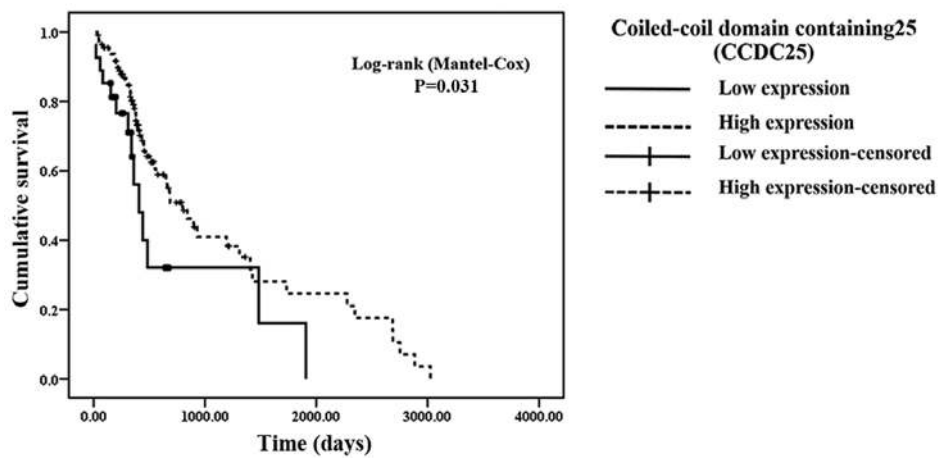 1.0
0.8
0.6
0.4
0.2
0.0
Cumulative survival
0.00
1000.00
2000.00
3000.00
4000.00
Time (days)
Log-rank (Mantel-Cox)
P=0.031
Coiled-coil domain containing25
(CCDC25)
Low expression
High expression
Low expression-censored
High expression-censored